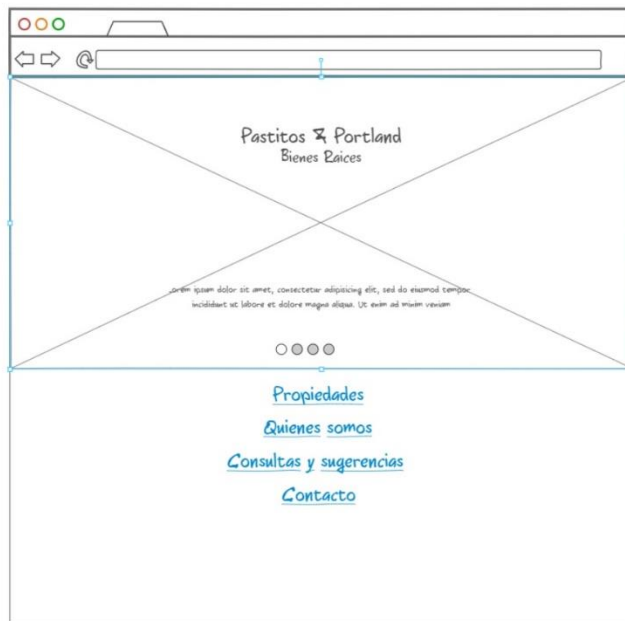 Pastitos & Portland
Bienes Raices
Lorem ipsum dolor sit amet, consectetur adipisicing elit, sed do eiusmod tempor
incididunt ut labore et dolore magna aliqua. Ut enim ad minim veniam
Propiedades
Quienes somos
Consultas y sugerencias
Contacto